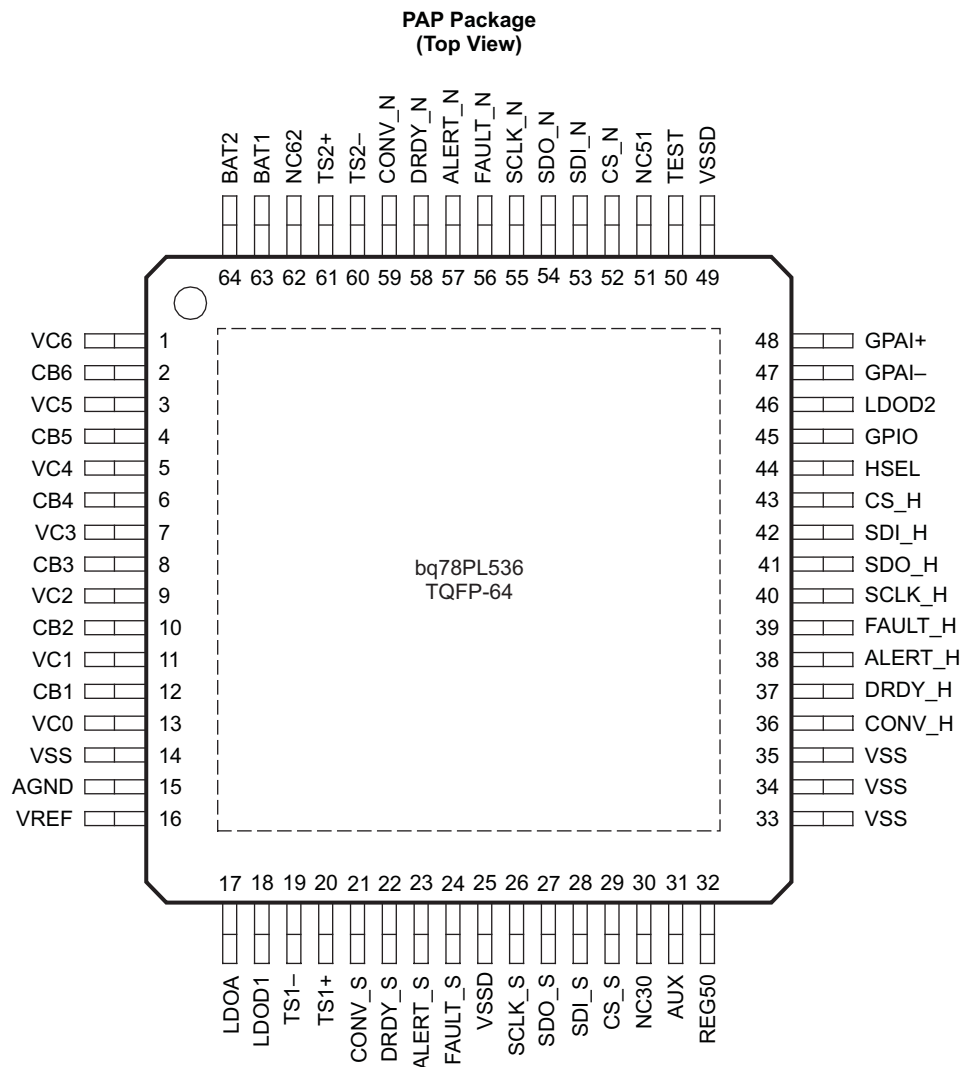 PAP Package
(Top View)
BAT2
BAT1
NC62
TS2+
TS2–
CONV_N
DRDY_N
ALERT_N
FAULT_N
SCLK_N
SDO_N
SDI_N
CS_N
NC51
TEST
VSSD
64 63 62 61 60 59 58 57 56 55 54 53 52 51 50 49
VC6 1
CB6 2
VC5 3
CB5 4
VC4 5
CB4 6
VC3 7
CB3 8
VC2 9
CB2 10
VC1 11
CB1 12
VC0 13
VSS 14
AGND 15
VREF 16
bq78PL536
TQFP-64
48 GPAI+
47 GPAI–
46 LDOD2
45 GPIO
44 HSEL
43 CS_H
42 SDI_H
41 SDO_H
40 SCLK_H
39 FAULT_H
38 ALERT_H
37 DRDY_H
36 CONV_H
35 VSS
34 VSS
33 VSS
17 18 19 20 21 22 23 24 25 26 27 28 29 30 31 32
LDOA
LDOD1
TS1–
TS1+
CONV_S
DRDY_S
ALERT_S
FAULT_S
VSSD
SCLK_S
SDO_S
SDI_S
CS_S
NC30
AUX
REG50